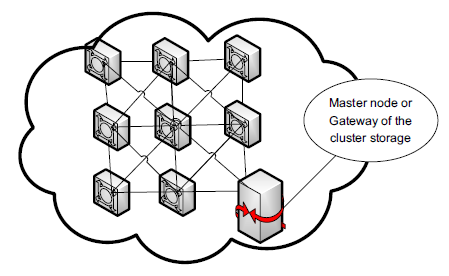 Master node or
Gateway of the
cluster storage